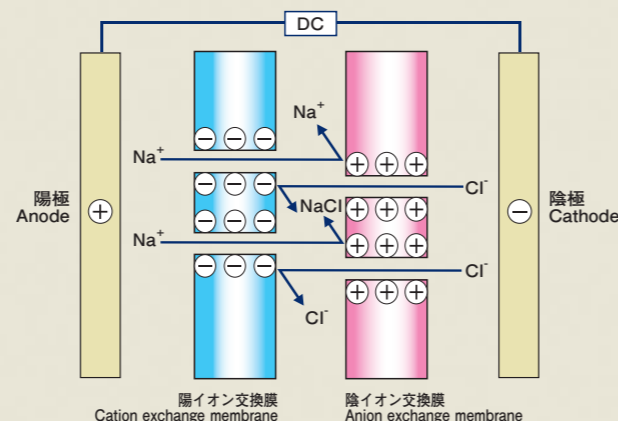 DC
Na⁺
Na⁺
陽極
Anode
+
Cl⁻
NaCl
陰極
Cathode
−
Na⁺
Cl⁻
Cl⁻
陽イオン交換膜
Cation exchange membrane
陰イオン交換膜
Anion exchange membrane